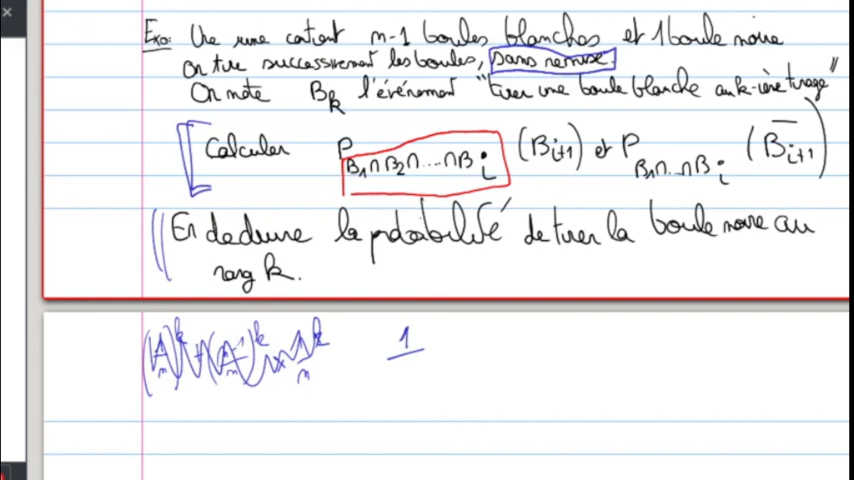 Exo: Une urne contient n-1 boules blanches et 1 boule noire
on tire successivement les boules, sans remise.
On note B_k l'événement "tirer une boule blanche au k-ième tirage"
Calculer P_{B_1∩B_2∩...∩B_i} (B_{i+1}) et P_{B_1∩...∩B_i} (\overline{B_{i+1}})
En déduire la probabilité de tirer la boule noire au
rang k.
1